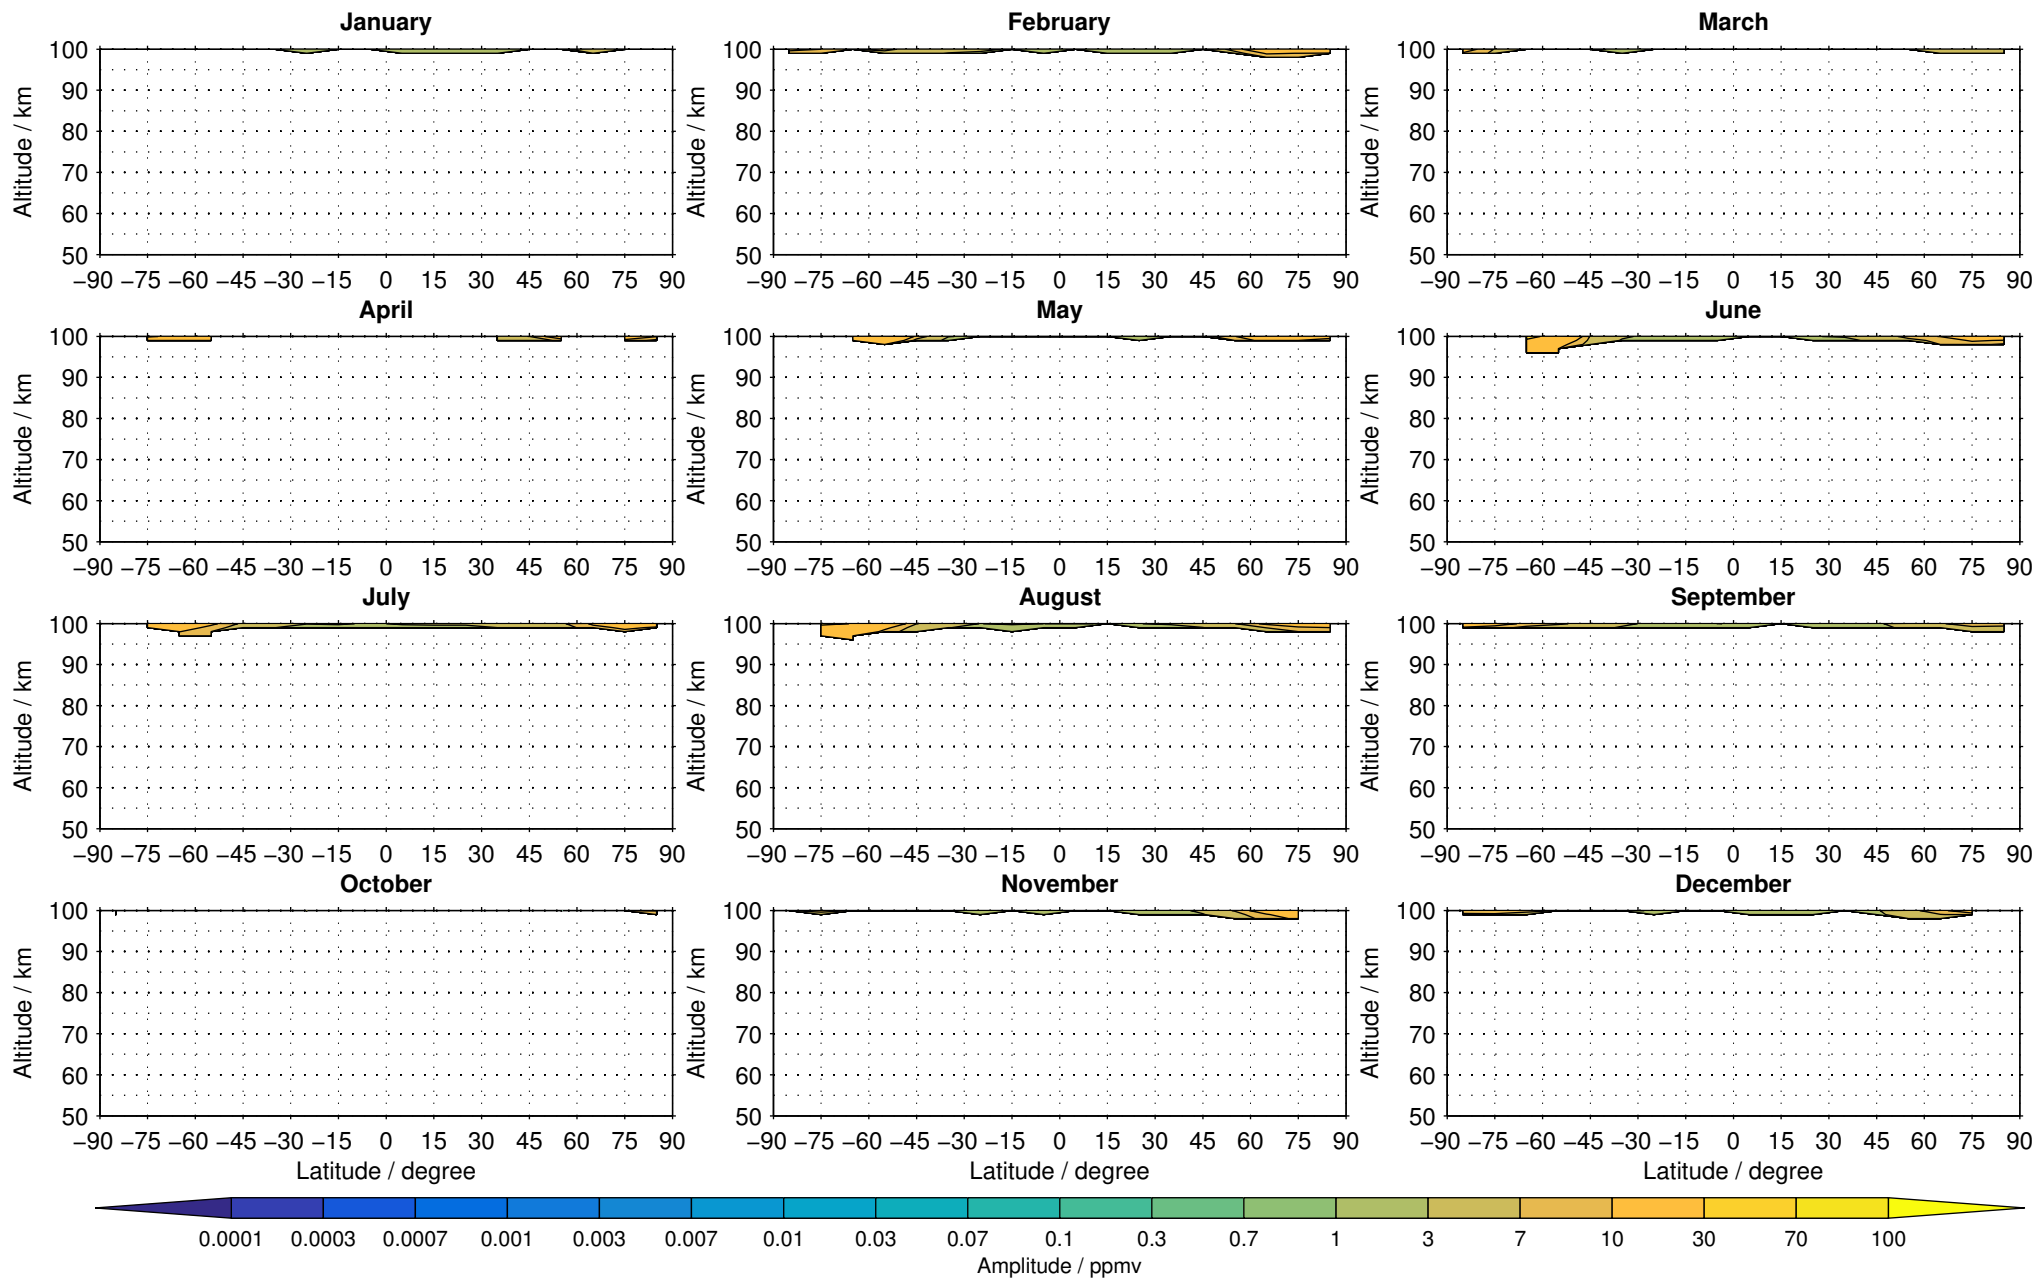 January February March
100 100 100
90 90 90
80 80 80
70 70 70
60 60 60
50 50 50
Altitude / km Altitude / km Altitude / km
−90 −75 −60 −45 −30 −15 0 15 30 45 60 75 90 −90 −75 −60 −45 −30 −15 0 15 30 45 60 75 90 −90 −75 −60 −45 −30 −15 0 15 30 45 60 75 90
April May June
100 100 100
90 90 90
80 80 80
70 70 70
60 60 60
50 50 50
Altitude / km Altitude / km Altitude / km
−90 −75 −60 −45 −30 −15 0 15 30 45 60 75 90 −90 −75 −60 −45 −30 −15 0 15 30 45 60 75 90 −90 −75 −60 −45 −30 −15 0 15 30 45 60 75 90
July August September
100 100 100
90 90 90
80 80 80
70 70 70
60 60 60
50 50 50
Altitude / km Altitude / km Altitude / km
−90 −75 −60 −45 −30 −15 0 15 30 45 60 75 90 −90 −75 −60 −45 −30 −15 0 15 30 45 60 75 90 −90 −75 −60 −45 −30 −15 0 15 30 45 60 75 90
October November December
100 100 100
90 90 90
80 80 80
70 70 70
60 60 60
50 50 50
Altitude / km Altitude / km Altitude / km
−90 −75 −60 −45 −30 −15 0 15 30 45 60 75 90 −90 −75 −60 −45 −30 −15 0 15 30 45 60 75 90 −90 −75 −60 −45 −30 −15 0 15 30 45 60 75 90
Latitude / degree Latitude / degree Latitude / degree
0.0001 0.0003 0.0007 0.001 0.003 0.007 0.01 0.03 0.07 0.1 0.3 0.7 1 3 7 10 30 70 100
Amplitude / ppmv